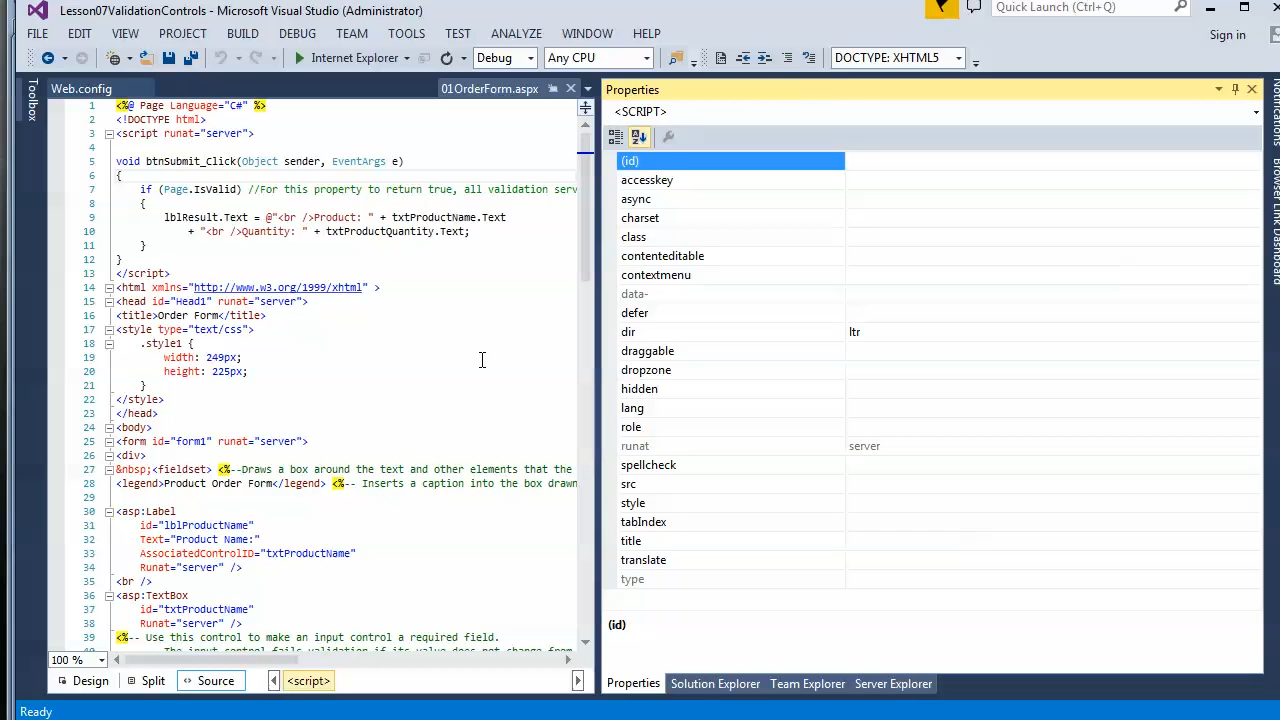 Lesson07ValidationControls - Microsoft Visual Studio (Administrator)
Quick Launch (Ctrl+Q)
FILE EDIT VIEW PROJECT BUILD DEBUG TEAM TOOLS TEST ANALYZE WINDOW HELP
Sign in
Internet Explorer Debug Any CPU DOCTYPE: XHTML5
Toolbox
Web.config 01OrderForm.aspx
1 <%@ Page Language="C#" %>
2 <!DOCTYPE html>
3 <script runat="server">
4
5 void btnSubmit_Click(Object sender, EventArgs e)
6 {
7 if (Page.IsValid) //For this property to return true, all validation serv
8 {
9 lblResult.Text = @"<br />Product: " + txtProductName.Text
10 + "<br />Quantity: " + txtProductQuantity.Text;
11 }
12 }
13 </script>
14 <html xmlns="http://www.w3.org/1999/xhtml" >
15 <head id="Head1" runat="server">
16 <title>Order Form</title>
17 <style type="text/css">
18 .style1 {
19 width: 249px;
20 height: 225px;
21 }
22 </style>
23 </head>
24 <body>
25 <form id="form1" runat="server">
26 <div>
27 &nbsp;<fieldset> <%--Draws a box around the text and other elements that the
28 <legend>Product Order Form</legend> <%-- Inserts a caption into the box drawn
29
30 <asp:Label
31 id="lblProductName"
32 Text="Product Name:"
33 AssociatedControlID="txtProductName"
34 Runat="server" />
35 <br />
36 <asp:TextBox
37 id="txtProductName"
38 Runat="server" />
39 <%-- Use this control to make an input control a required field.
The input control fails validation if its value does not change from
100 %
Design Split Source <script>
Properties
<SCRIPT>
(id)
accesskey
async
charset
class
contenteditable
contextmenu
data-
defer
dir ltr
draggable
dropzone
hidden
lang
role
runat server
spellcheck
src
style
tabIndex
title
translate
type
(id)
Properties Solution Explorer Team Explorer Server Explorer
Notifications
Browser Link Dashboard
Ready